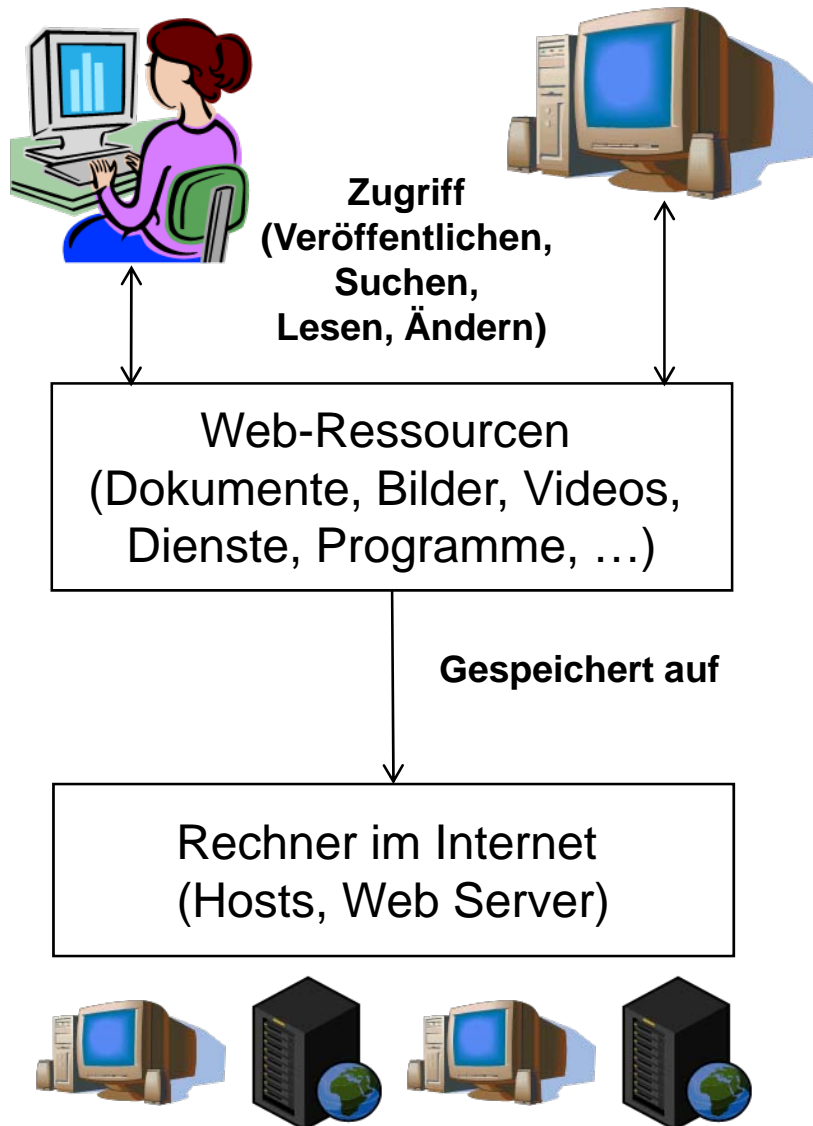 Zugriff
(Veröffentlichen,
Suchen,
Lesen, Ändern)
Web-Ressourcen
(Dokumente, Bilder, Videos,
Dienste, Programme, …)
Gespeichert auf
Rechner im Internet
(Hosts, Web Server)